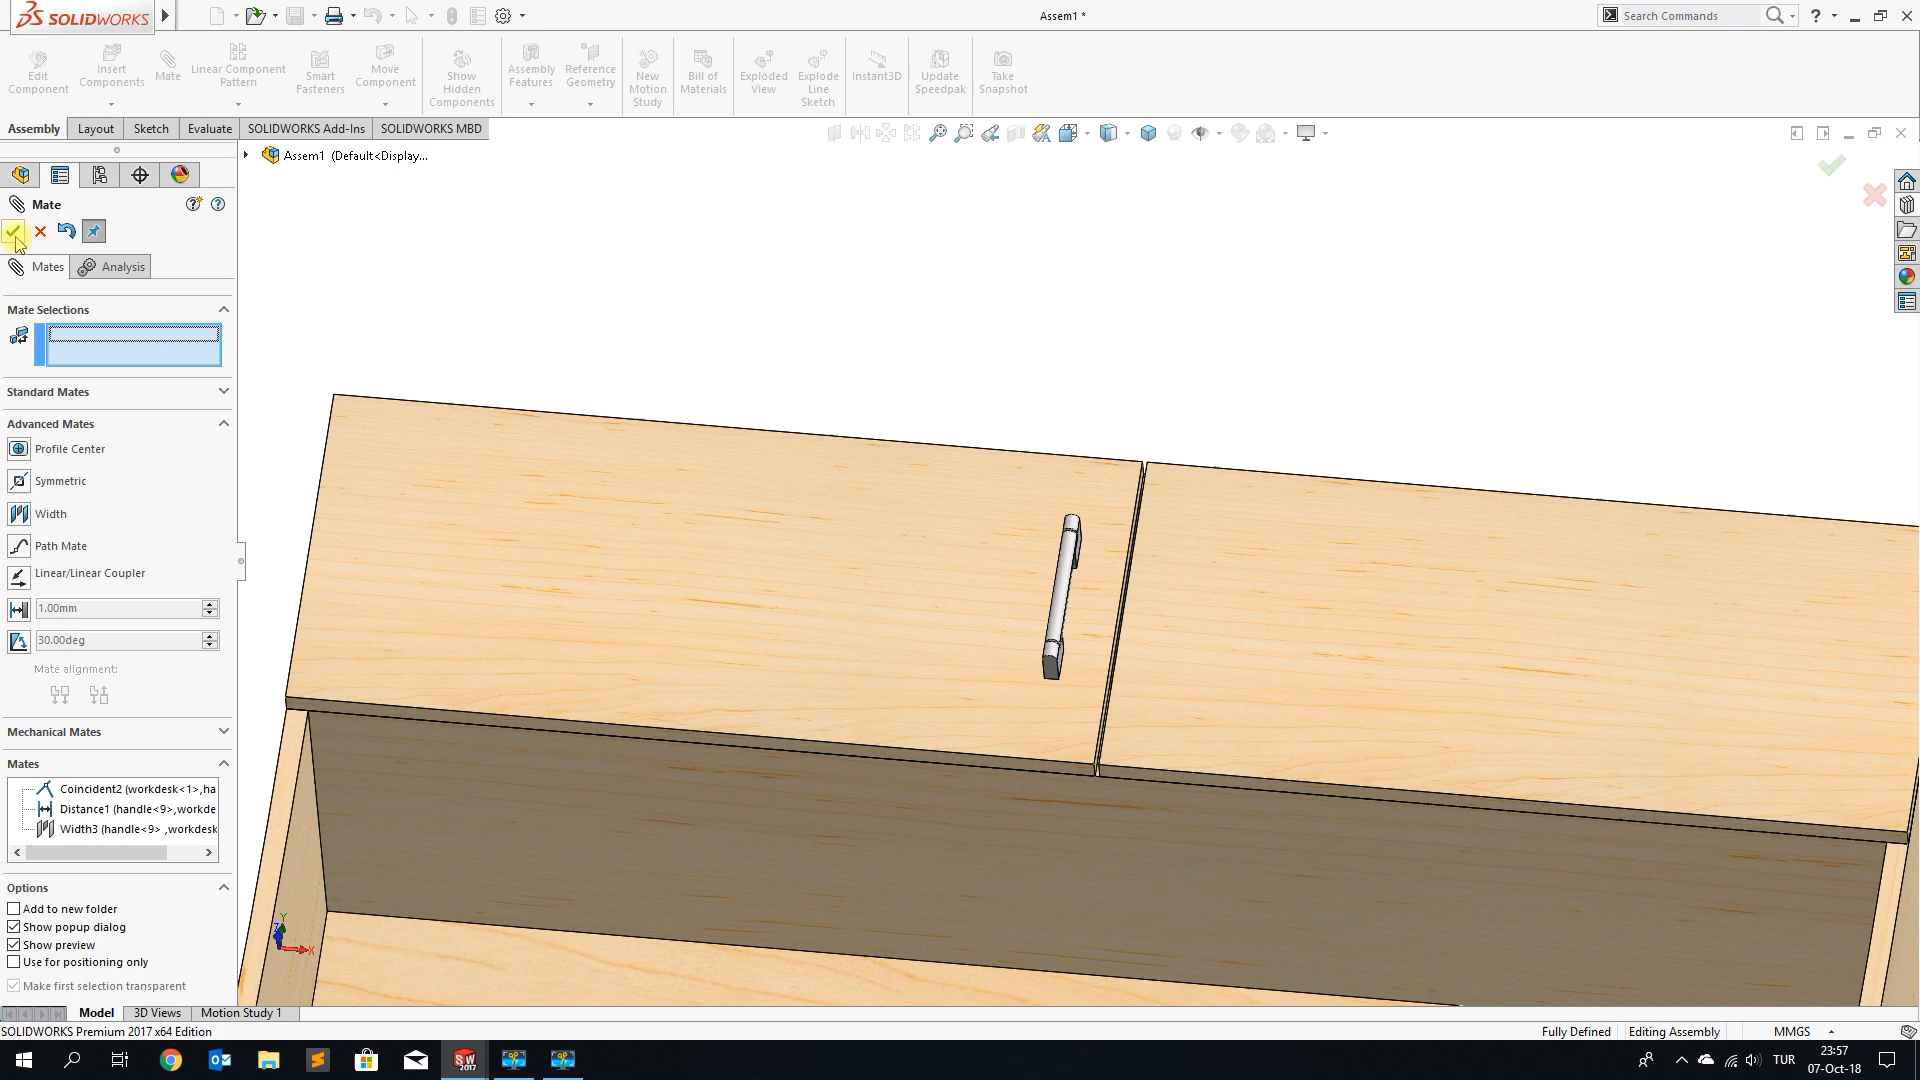 SOLIDWORKS
Assem1 *
Search Commands
?
Edit Component
Insert Components
Mate
Linear Component Pattern
Smart Fasteners
Move Component
Show Hidden Components
Assembly Features
Reference Geometry
New Motion Study
Bill of Materials
Exploded View
Explode Line Sketch
Instant3D
Update Speedpak
Take Snapshot
Assembly
Layout
Sketch
Evaluate
SOLIDWORKS Add-Ins
SOLIDWORKS MBD
Assem1 (Default<Display...
Mate
Mates
Analysis
Mate Selections
Standard Mates
Advanced Mates
Profile Center
Symmetric
Width
Path Mate
Linear/Linear Coupler
1.00mm
30.00deg
Mate alignment:
Mechanical Mates
Mates
Coincident2 (workdesk<1>,ha
Distance1 (handle<9>,workde
Width3 (handle<9> ,workdesk
Options
Add to new folder
Show popup dialog
Show preview
Use for positioning only
Make first selection transparent
Y
Z
X
Model
3D Views
Motion Study 1
SOLIDWORKS Premium 2017 x64 Edition
Fully Defined
Editing Assembly
MMGS
SW
2017
TUR
23:57
07-Oct-18